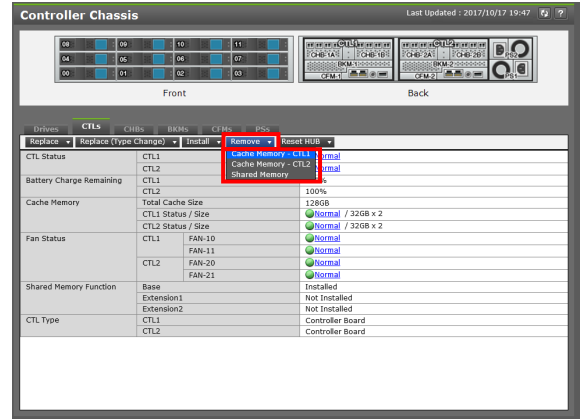 Controller Chassis
Last Updated : 2017/10/17 19:47
08 09 10 11
04 05 06 07
00 01 02 03
CTL1 CTL2
CHB-1A CHB-1B CHB-2A CHB-2B PS2
BKM-1 BKM-2
CFM-1 CFM-2 PS1
Front Back
Drives CTLs CHBs BKMs CFMs PSs
Replace Replace (Type Change) Install Remove Reset HUB
Cache Memory - CTL1
Cache Memory - CTL2
Shared Memory
CTL Status CTL1 Normal
CTL2 Normal
Battery Charge Remaining CTL1 %
CTL2 100%
Cache Memory Total Cache Size 128GB
CTL1 Status / Size Normal / 32GB x 2
CTL2 Status / Size Normal / 32GB x 2
Fan Status CTL1 FAN-10 Normal
FAN-11 Normal
CTL2 FAN-20 Normal
FAN-21 Normal
Shared Memory Function Base Installed
Extension1 Not Installed
Extension2 Not Installed
CTL Type CTL1 Controller Board
CTL2 Controller Board